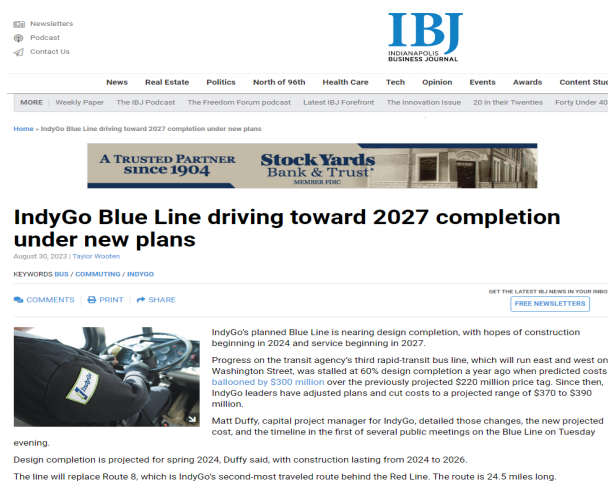 Newsletters
Podcast
Contact Us
IBJ
INDIANAPOLIS
BUSINESS JOURNAL
News Real Estate Politics North of 96th Health Care Tech Opinion Events Awards Content Stud
MORE Weekly Paper The IBJ Podcast The Freedom Forum podcast Latest IBJ Forefront The Innovation Issue 20 in their Twenties Forty Under 40
Home » IndyGo Blue Line driving toward 2027 completion under new plans
A TRUSTED PARTNER
SINCE 1904
Stock Yards
Bank & Trust
MEMBER FDIC
IndyGo Blue Line driving toward 2027 completion
under new plans
August 30, 2023 | Taylor Wooten
KEYWORDS BUS / COMMUTING / INDYGO
GET THE LATEST IBJ NEWS IN YOUR INBO
COMMENTS PRINT SHARE
FREE NEWSLETTERS
IndyGo
IndyGo's planned Blue Line is nearing design completion, with hopes of construction
beginning in 2024 and service beginning in 2027.
Progress on the transit agency's third rapid-transit bus line, which will run east and west on
Washington Street, was stalled at 60% design completion a year ago when predicted costs
ballooned by $300 million over the previously projected $220 million price tag. Since then,
IndyGo leaders have adjusted plans and cut costs to a projected range of $370 to $390
million.
Matt Duffy, capital project manager for IndyGo, detailed those changes, the new projected
cost, and the timeline in the first of several public meetings on the Blue Line on Tuesday
evening.
Design completion is projected for spring 2024, Duffy said, with construction lasting from 2024 to 2026.
The line will replace Route 8, which is IndyGo's second-most traveled route behind the Red Line. The route is 24.5 miles long.